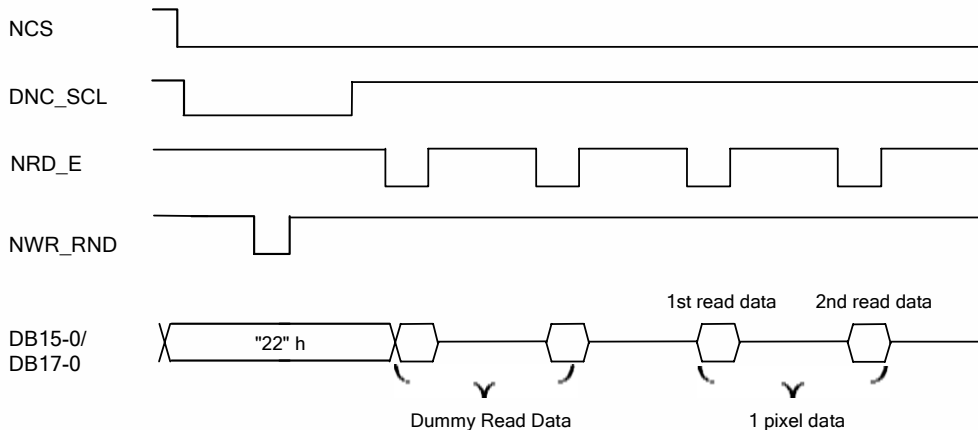 NCS
DNC_SCL
NRD_E
NWR_RND
1st read data 2nd read data
DB15-0/
DB17-0
"22" h
Dummy Read Data 1 pixel data